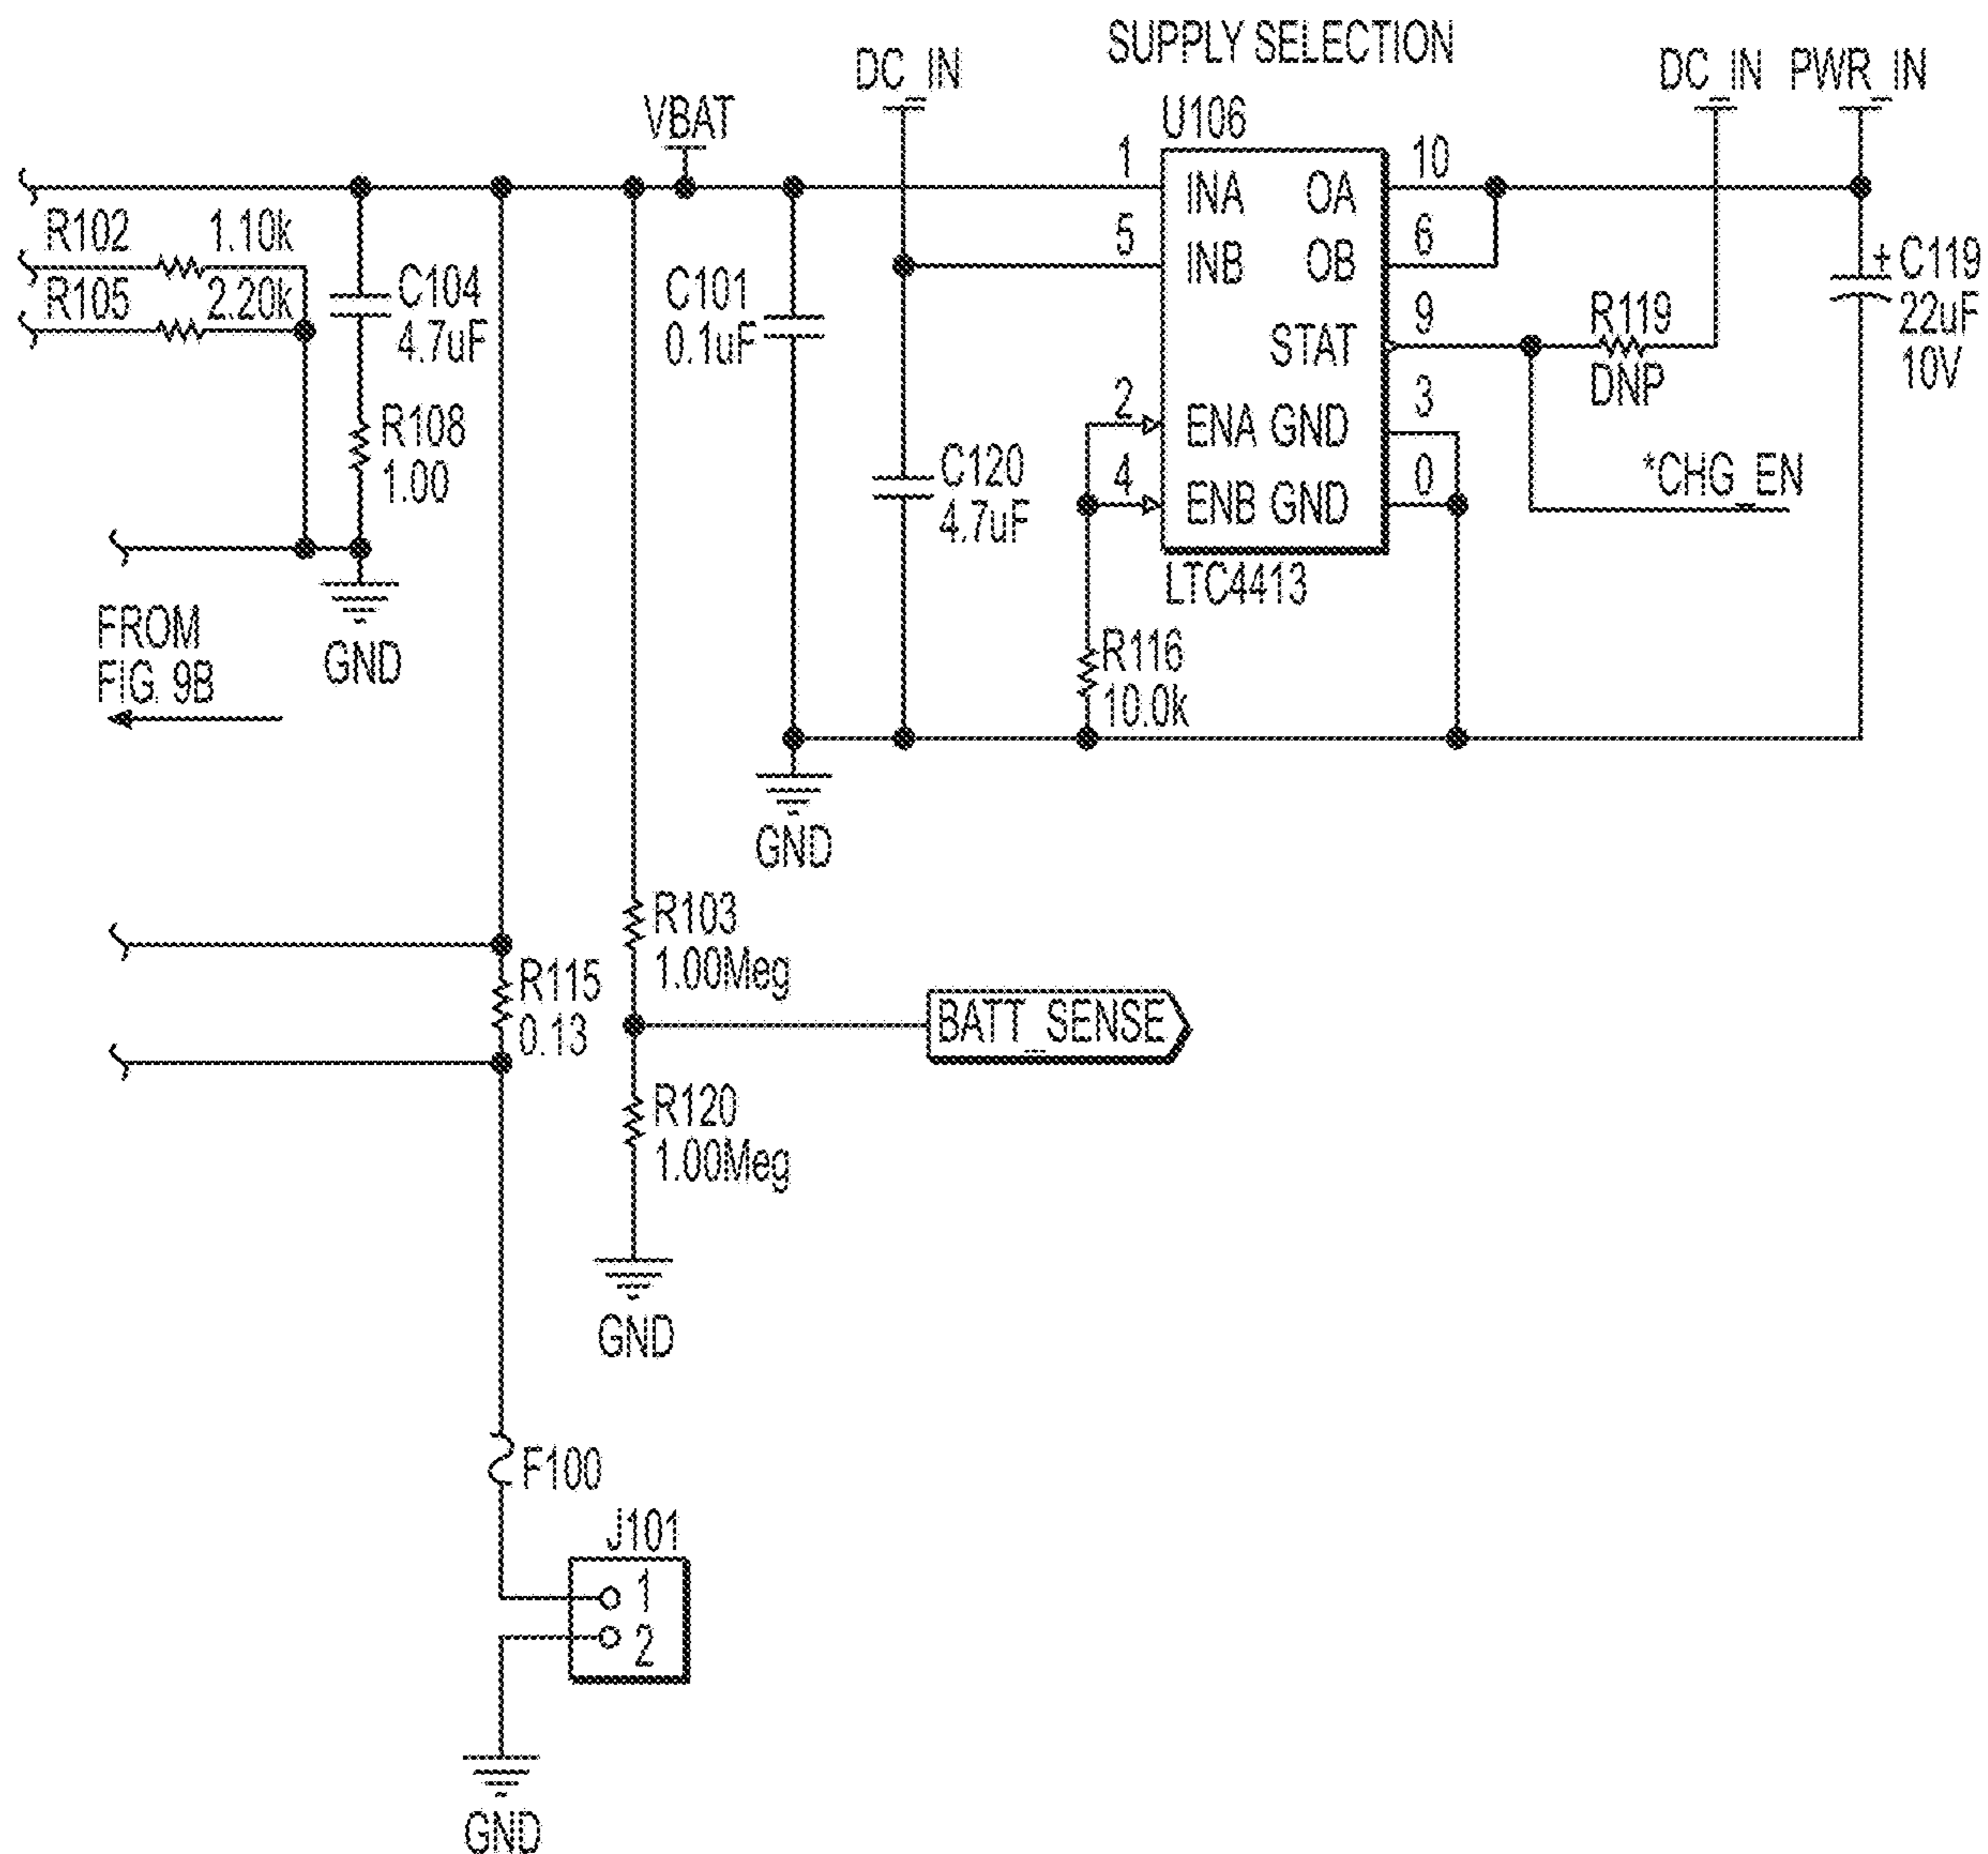 SUPPLY SELECTION
DC_IN
DC_IN PWR_IN
VBAT
U106
1
10
INA OA
5
6
INB OB
R102 1.10k
R105 2.20k
C104
4.7uF
C101
0.1uF
9
STAT
R119
DNP
+ C119
22uF
10V
2
3
ENA GND
4
0
ENB GND
R108
1.00
C120
4.7uF
*CHG_EN
LTC4413
FROM
FIG. 9B
GND
R116
10.0k
GND
R103
1.00Meg
R115
0.13
BATT_SENSE
R120
1.00Meg
GND
F100
J101
1
2
GND